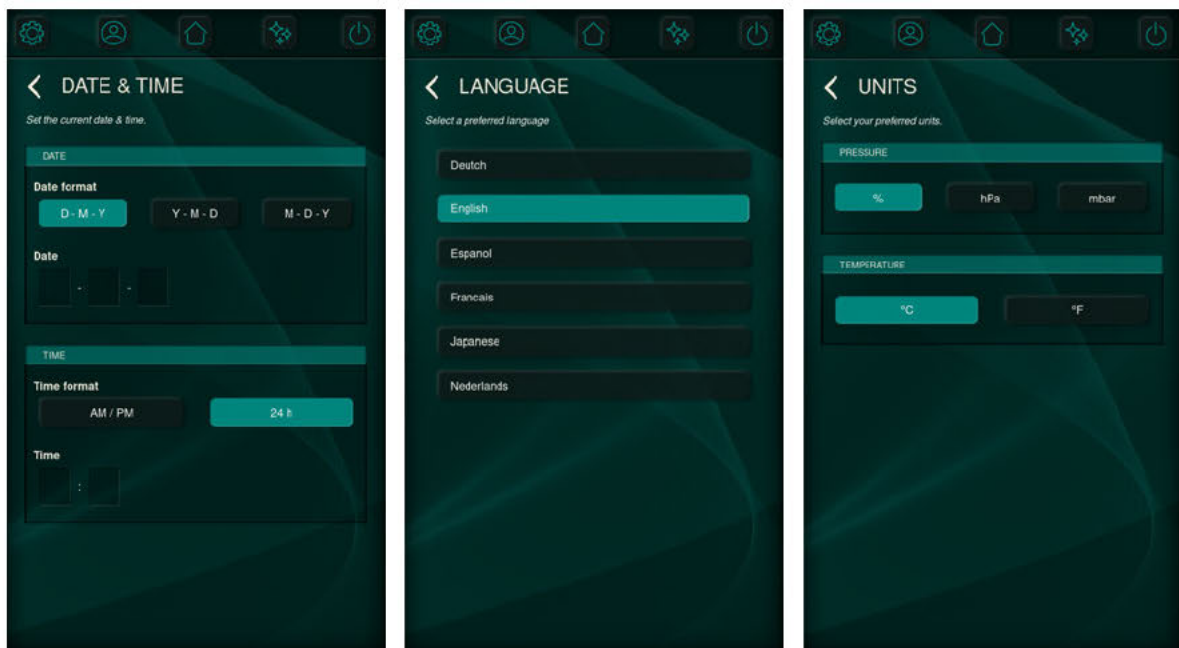 DATE & TIME
Set the current date & time.
DATE
Date format
D - M - Y
Y - M - D
M - D - Y
Date
- -
TIME
Time format
AM / PM
24 h
Time
:
LANGUAGE
Select a preferred language
Deutch
English
Espanol
Francais
Japanese
Nederlands
UNITS
Select your preferred units.
PRESSURE
%
hPa
mbar
TEMPERATURE
°C
°F